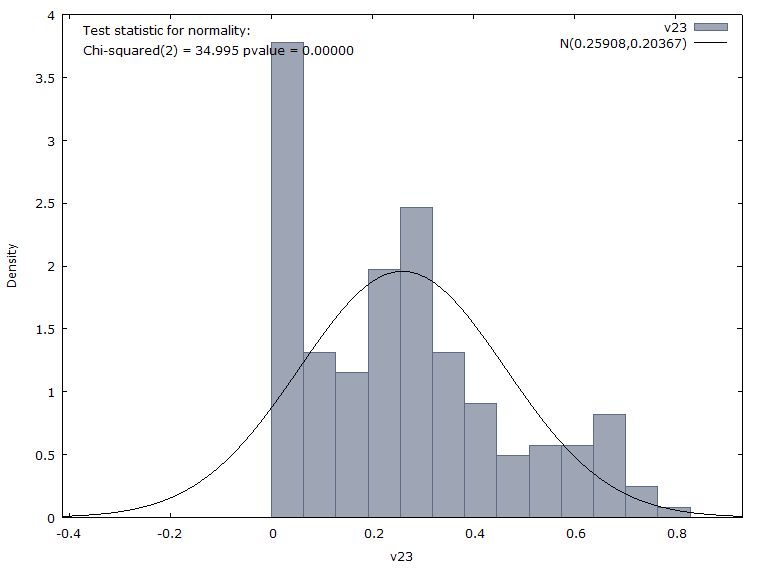 Test statistic for normality:
Chi-squared(2) = 34.995 pvalue = 0.00000
v23
N(0.25908,0.20367)
4
3.5
3
2.5
2
1.5
1
0.5
0
Density
-0.4 -0.2 0 0.2 0.4 0.6 0.8
v23